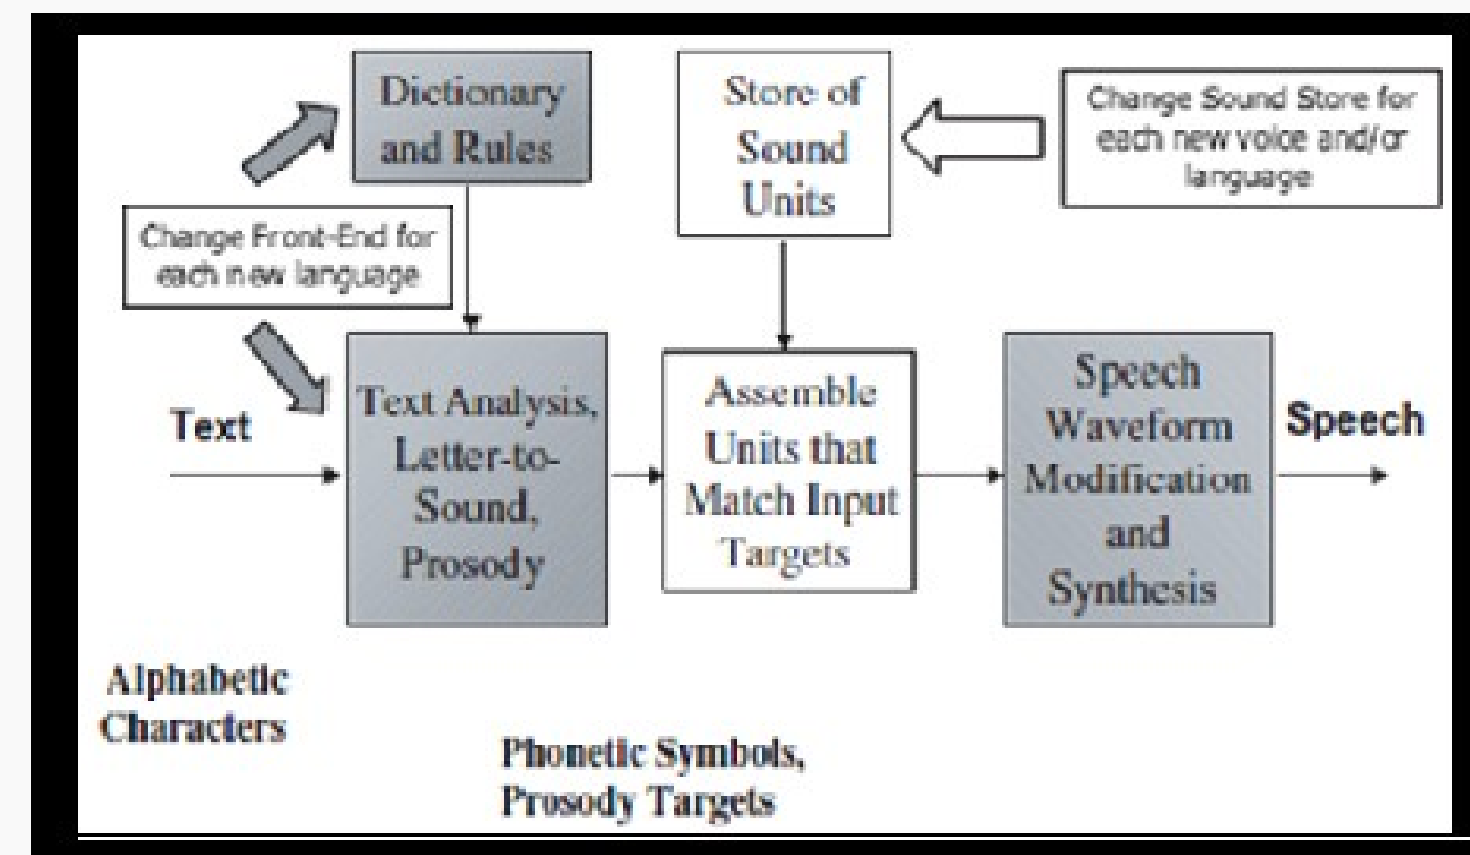 Dictionary
and Rules
Store of
Sound
Units
Change Sound Store for
each new voice and/or
language
Change Front-End for
each new language
Text
Text Analysis,
Letter-to-
Sound,
Prosody
Assemble
Units that
Match Input
Targets
Speech
Waveform
Modification
and
Synthesis
Speech
Alphabetic
Characters
Phonetic Symbols,
Prosody Targets